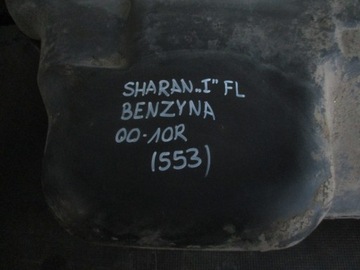 SHARAN „I" FL
BENZYNA
00-10R
(553)